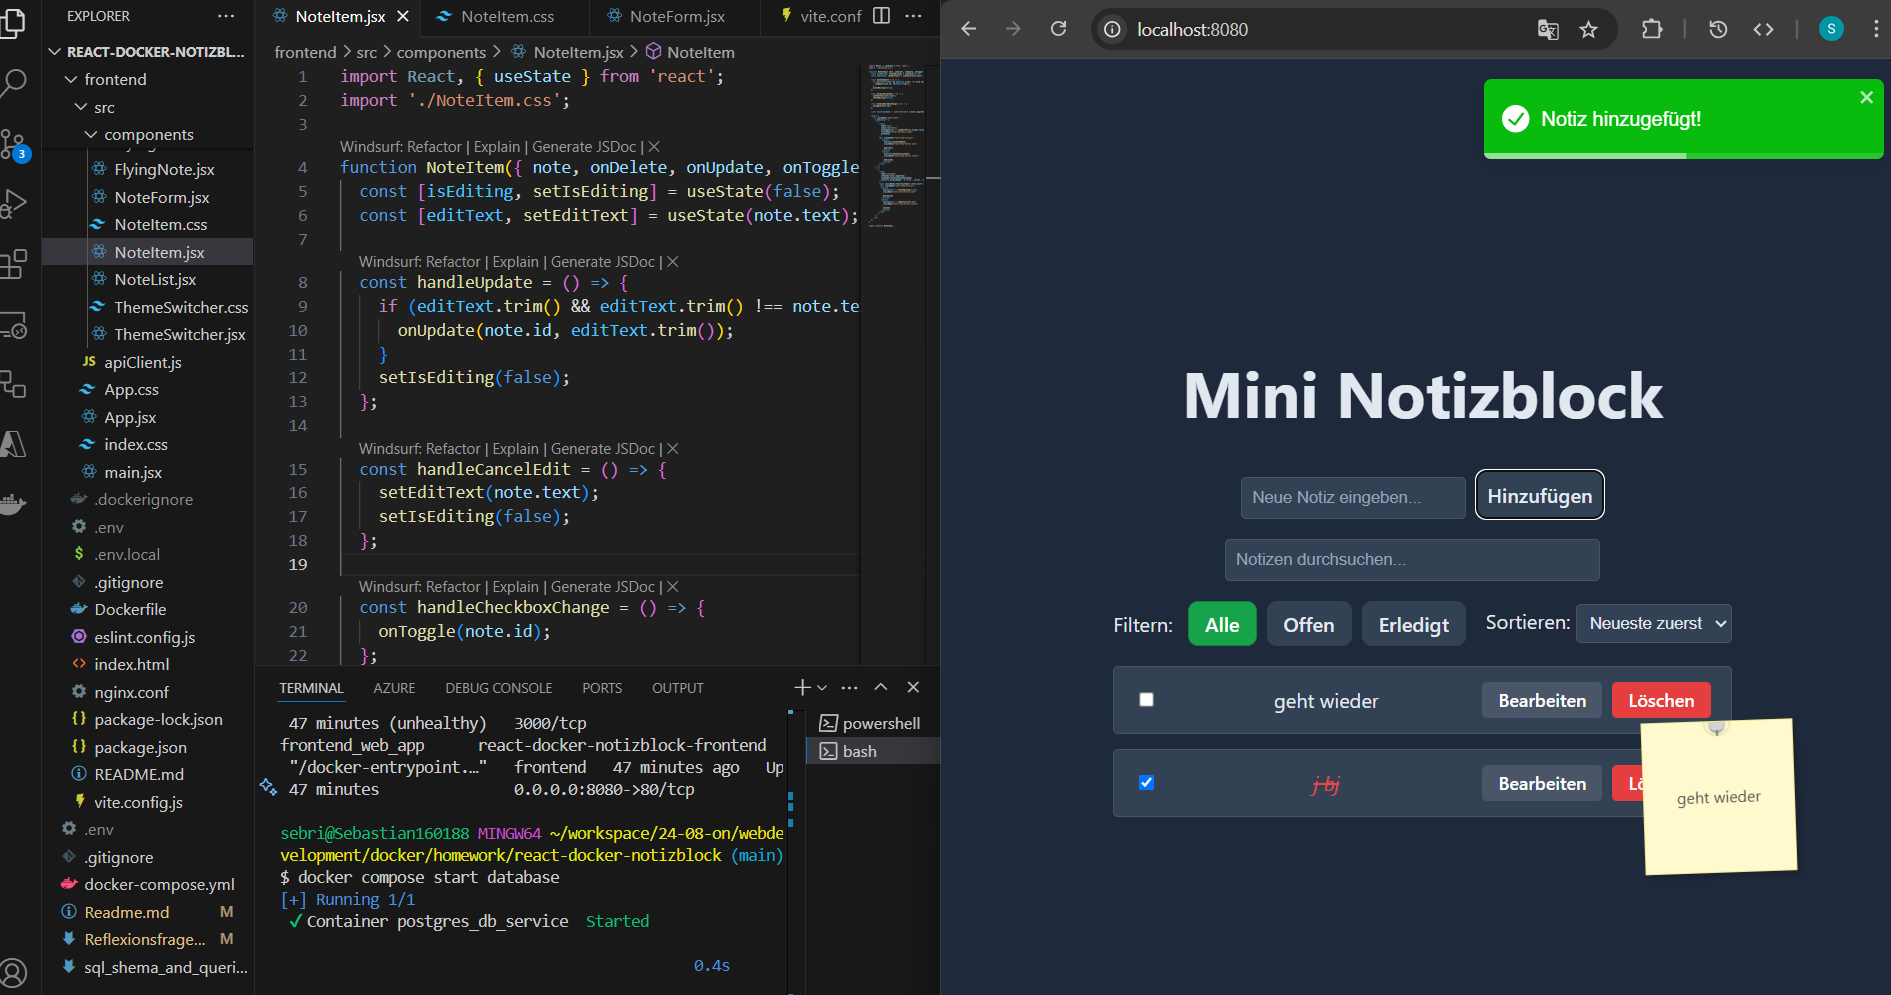 EXPLORER
REACT-DOCKER-NOTIZBL...
frontend
src
components
FlyingNote.jsx
NoteForm.jsx
NoteItem.css
NoteItem.jsx
NoteList.jsx
ThemeSwitcher.css
ThemeSwitcher.jsx
JS apiClient.js
App.css
App.jsx
index.css
main.jsx
.dockerignore
.env
$ .env.local
.gitignore
Dockerfile
eslint.config.js
<> index.html
nginx.conf
{} package-lock.json
{} package.json
README.md
vite.config.js
.env
.gitignore
docker-compose.yml
Readme.md M
Reflexionsfrage... M
sql_shema_and_queri...
3
NoteItem.jsx
NoteItem.css
NoteForm.jsx
vite.conf
frontend > src > components > NoteItem.jsx > NoteItem
1 import React, { useState } from 'react';
2 import './NoteItem.css';
3
Windsurf: Refactor | Explain | Generate JSDoc | X
4 function NoteItem({ note, onDelete, onUpdate, onToggle
5 const [isEditing, setIsEditing] = useState(false);
6 const [editText, setEditText] = useState(note.text);
7
Windsurf: Refactor | Explain | Generate JSDoc | X
8 const handleUpdate = () => {
9 if (editText.trim() && editText.trim() !== note.te
10 onUpdate(note.id, editText.trim());
11 }
12 setIsEditing(false);
13 };
14
Windsurf: Refactor | Explain | Generate JSDoc | X
15 const handleCancelEdit = () => {
16 setEditText(note.text);
17 setIsEditing(false);
18 };
19
Windsurf: Refactor | Explain | Generate JSDoc | X
20 const handleCheckboxChange = () => {
21 onToggle(note.id);
22 };
TERMINAL AZURE DEBUG CONSOLE PORTS OUTPUT
powershell
bash
47 minutes (unhealthy) 3000/tcp
frontend_web_app react-docker-notizblock-frontend
"/docker-entrypoint.…" frontend 47 minutes ago Up
47 minutes 0.0.0.0:8080->80/tcp
sebri@Sebastian160188 MINGW64 ~/workspace/24-08-on/webde
velopment/docker/homework/react-docker-notizblock (main)
$ docker compose start database
[+] Running 1/1
✓ Container postgres_db_service Started
0.4s
localhost:8080
S
Notiz hinzugefügt!
Mini Notizblock
Neue Notiz eingeben...
Hinzufügen
Notizen durchsuchen...
Filtern: Alle Offen Erledigt Sortieren: Neueste zuerst
geht wieder Bearbeiten Löschen
j bj Bearbeiten Lö
geht wieder